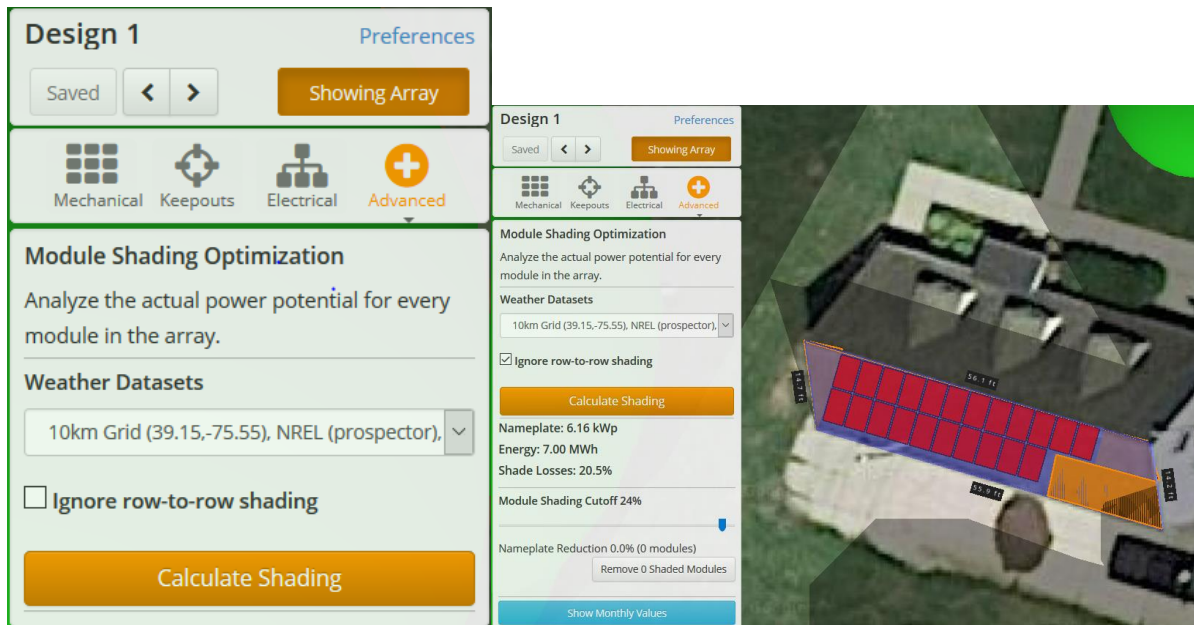 Design 1
Preferences
Saved
Showing Array
Mechanical
Keepouts
Electrical
Advanced
Module Shading Optimization
Analyze the actual power potential for every
module in the array.
Weather Datasets
10km Grid (39.15,-75.55), NREL (prospector),
Ignore row-to-row shading
Calculate Shading
Design 1
Preferences
Saved
Showing Array
Mechanical
Keepouts
Electrical
Advanced
Module Shading Optimization
Analyze the actual power potential for every
module in the array.
Weather Datasets
10km Grid (39.15,-75.55), NREL (prospector),
Ignore row-to-row shading
Calculate Shading
Nameplate: 6.16 kWp
Energy: 7.00 MWh
Shade Losses: 20.5%
Module Shading Cutoff 24%
Nameplate Reduction 0.0% (0 modules)
Remove 0 Shaded Modules
Show Monthly Values
56.1 ft
14.7 ft
14.2 ft
55.9 ft